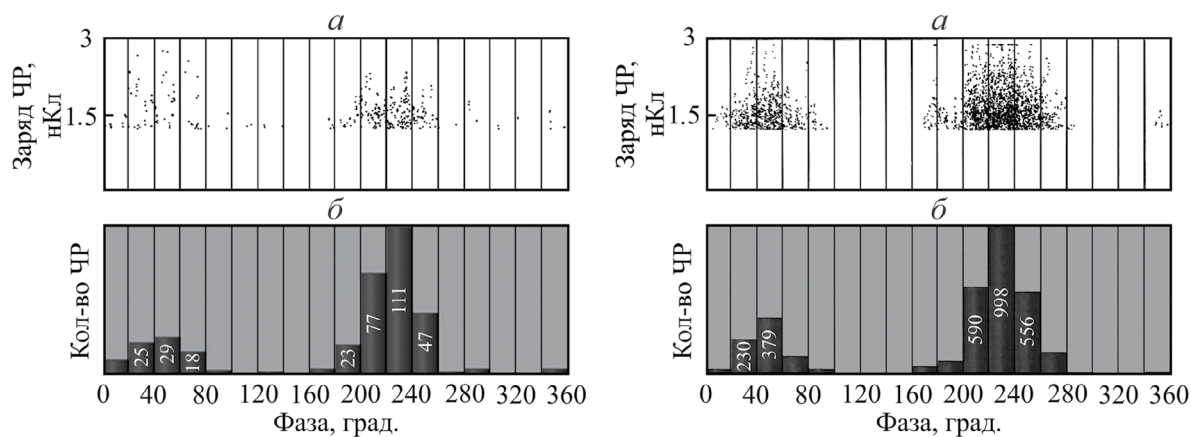 а
3
1.5
Заряд ЧР,
нКл
б
Кол-во ЧР
25 29 18 23 77 111 47
0 40 80 120 160 200 240 280 320 360
Фаза, град.
а
3
1.5
Заряд ЧР,
нКл
б
Кол-во ЧР
230 379 590 998 556
0 40 80 120 160 200 240 280 320 360
Фаза, град.